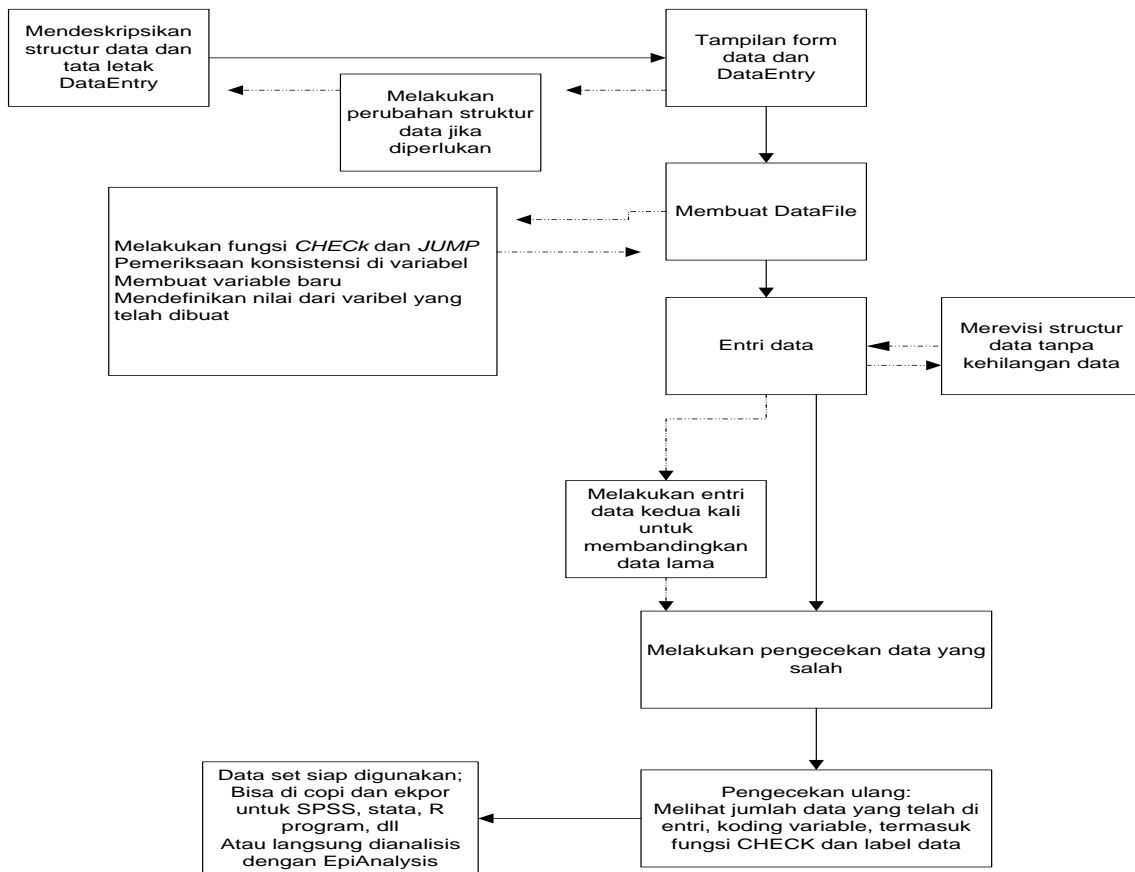 Mendeskripsikan
structur data dan
tata letak
DataEntry
Tampilan form
data dan
DataEntry
Melakukan
perubahan struktur
data jika
diperlukan
Membuat DataFile
Melakukan fungsi CHECk dan JUMP
Pemeriksaan konsistensi di variabel
Membuat variable baru
Mendefinikan nilai dari varibel yang
telah dibuat
Entri data
Merevisi structur
data tanpa
kehilangan data
Melakukan entri
data kedua kali
untuk
membandingkan
data lama
Melakukan pengecekan data yang
salah
Data set siap digunakan;
Bisa di copi dan ekpor
untuk SPSS, stata, R
program, dll
Atau langsung dianalisis
dengan EpiAnalysis
Pengecekan ulang:
Melihat jumlah data yang telah di
entri, koding variable, termasuk
fungsi CHECK dan label data